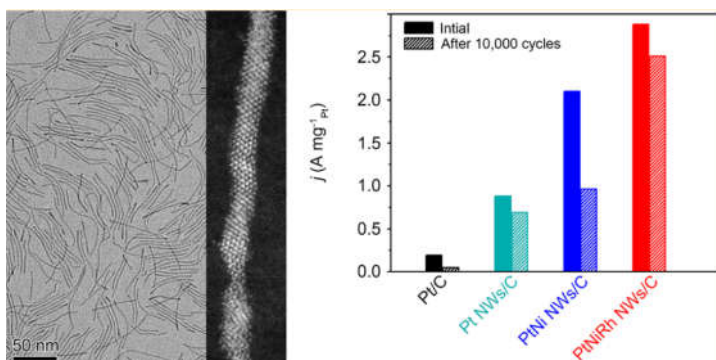 50 nm
j (A mg⁻¹Pt)
2.5
2.0
1.5
1.0
0.5
0.0
Intial
After 10,000 cycles
Pt/C
Pt NWs/C
PtNi NWs/C
PtNiRh NWs/C